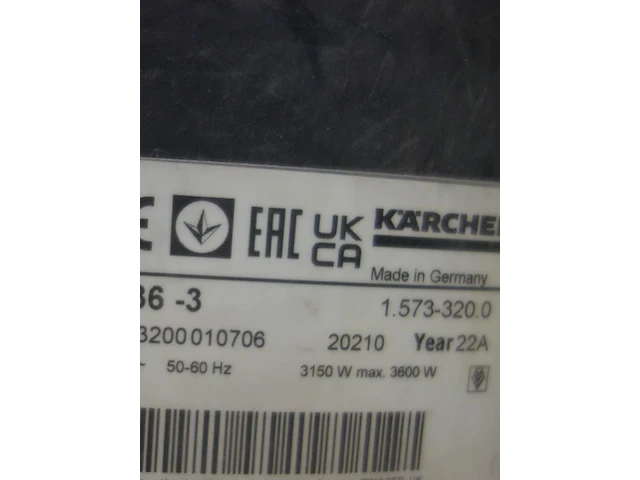 EAC UK
CA KÄRCHER
Made in Germany
36 -3 1.573-320.0
3200010706 20210 Year 22A
~ 50-60 Hz 3150 W max. 3600 W